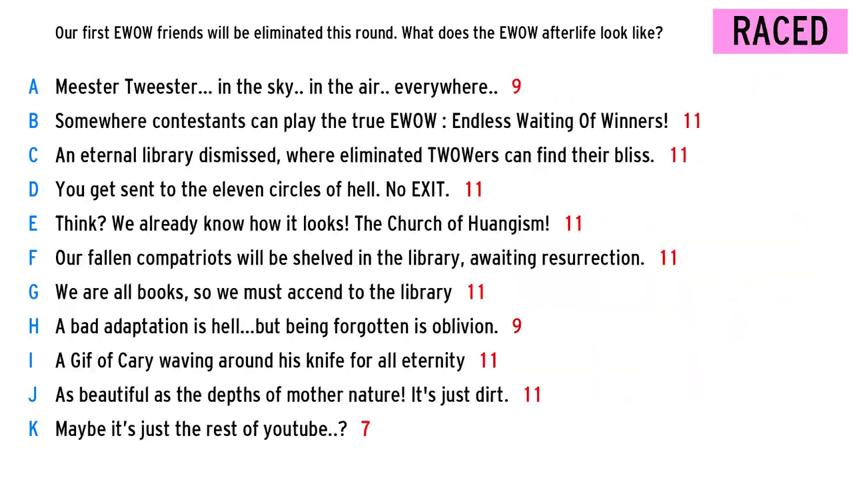 Our first EWOW friends will be eliminated this round. What does the EWOW afterlife look like?
RACED
A Meester Tweester... in the sky.. in the air.. everywhere.. 9
B Somewhere contestants can play the true EWOW : Endless Waiting Of Winners! 11
C An eternal library dismissed, where eliminated TWOWers can find their bliss. 11
D You get sent to the eleven circles of hell. No EXIT. 11
E Think? We already know how it looks! The Church of Huangism! 11
F Our fallen compatriots will be shelved in the library, awaiting resurrection. 11
G We are all books, so we must accend to the library 11
H A bad adaptation is hell...but being forgotten is oblivion. 9
I A Gif of Cary waving around his knife for all eternity 11
J As beautiful as the depths of mother nature! It's just dirt. 11
K Maybe it’s just the rest of youtube..? 7